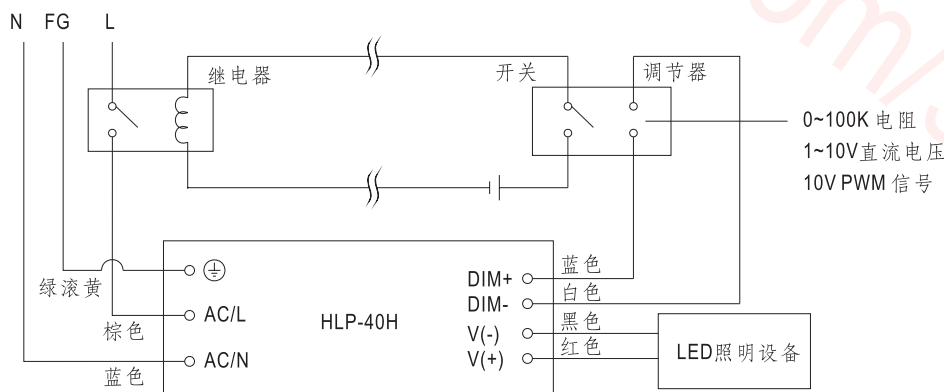 N FG L
继电器
开关
调节器
0~100K 电阻
1~10V直流电压
10V PWM 信号
绿滚黄
棕色
蓝色
AC/L
AC/N
HLP-40H
DIM+
DIM-
V(-)
V(+)
蓝色
白色
黑色
红色
LED照明设备